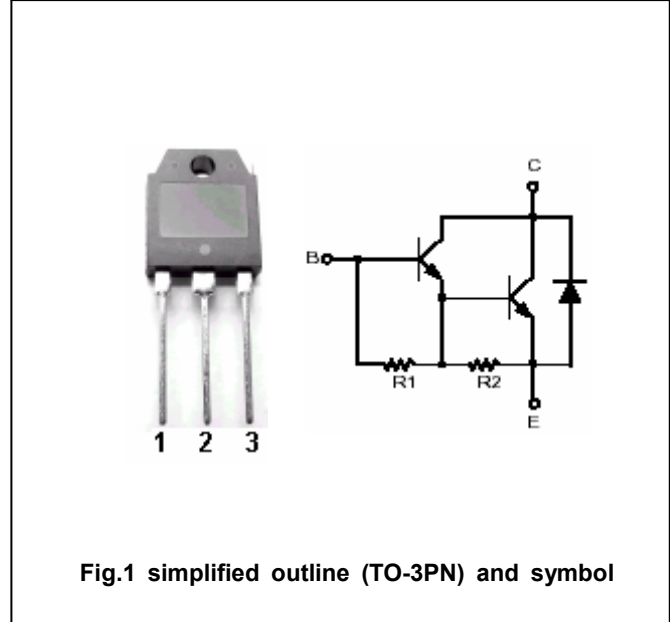 C
B
R1 R2
E
1 2 3
Fig.1 simplified outline (TO-3PN) and symbol